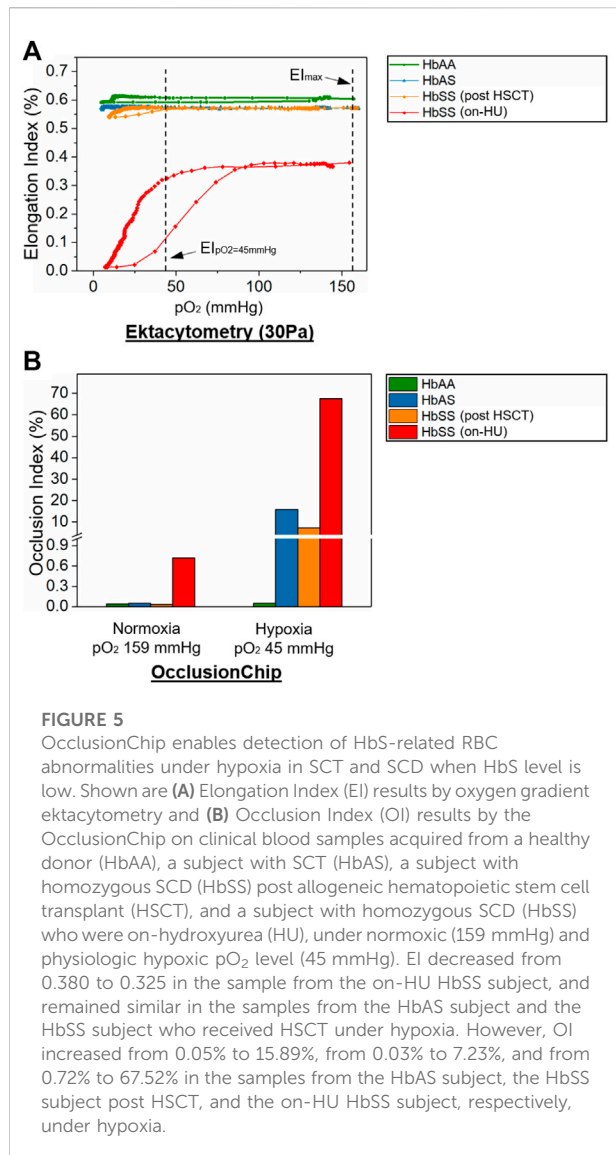 A
Elongation Index (%)
0.7
0.6
0.5
0.4
0.3
0.2
0.1
0.0
EImax
EIpO2=45mmHg
0
50
100
150
pO₂ (mmHg)
Ektacytometry (30Pa)
HbAA
HbAS
HbSS (post HSCT)
HbSS (on-HU)
B
Occlusion Index (%)
70
60
50
40
30
20
10
0.9
0.6
0.3
0.0
Normoxia
pO₂ 159 mmHg
Hypoxia
pO₂ 45 mmHg
OcclusionChip
HbAA
HbAS
HbSS (post HSCT)
HbSS (on-HU)
FIGURE 5
OcclusionChip enables detection of HbS-related RBC
abnormalities under hypoxia in SCT and SCD when HbS level is
low. Shown are (A) Elongation Index (EI) results by oxygen gradient
ektacytometry and (B) Occlusion Index (OI) results by the
OcclusionChip on clinical blood samples acquired from a healthy
donor (HbAA), a subject with SCT (HbAS), a subject with
homozygous SCD (HbSS) post allogeneic hematopoietic stem cell
transplant (HSCT), and a subject with homozygous SCD (HbSS)
who were on-hydroxyurea (HU), under normoxic (159 mmHg) and
physiologic hypoxic pO₂ level (45 mmHg). EI decreased from
0.380 to 0.325 in the sample from the on-HU HbSS subject, and
remained similar in the samples from the HbAS subject and the
HbSS subject who received HSCT under hypoxia. However, OI
increased from 0.05% to 15.89%, from 0.03% to 7.23%, and from
0.72% to 67.52% in the samples from the HbAS subject, the HbSS
subject post HSCT, and the on-HU HbSS subject, respectively,
under hypoxia.